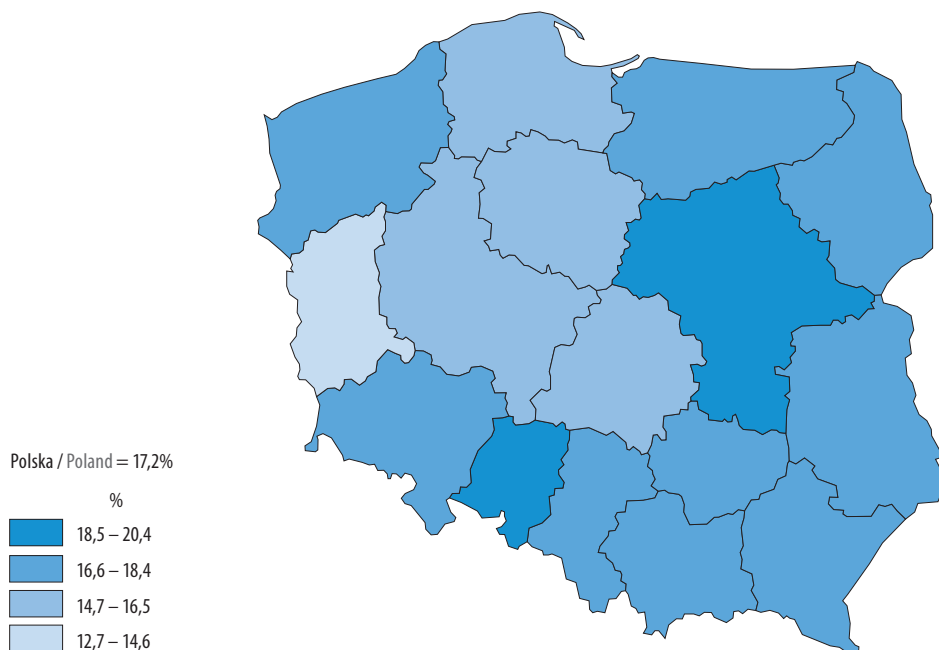 Polska / Poland = 17,2%
%
18,5 – 20,4
16,6 – 18,4
14,7 – 16,5
12,7 – 14,6